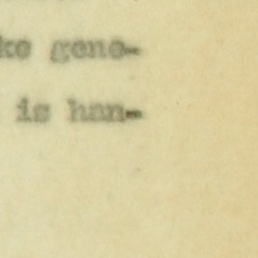 ke gene-
is han-